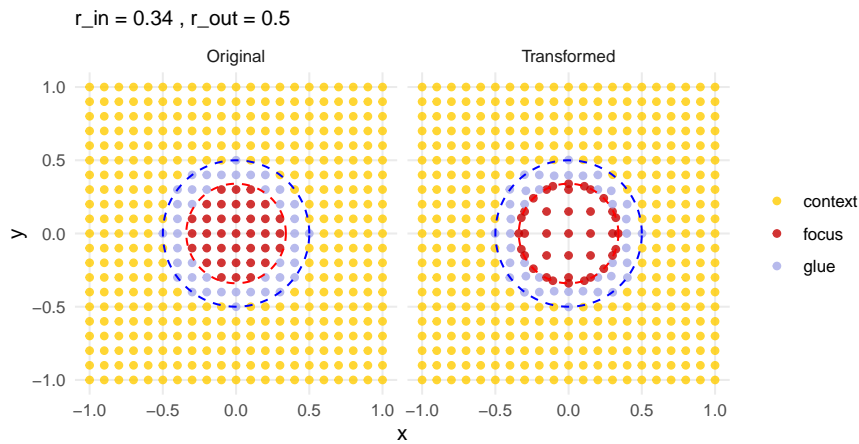 r_in = 0.34 , r_out = 0.5
Original
Transformed
1.0
0.5
0.0
−0.5
−1.0
y
−1.0 −0.5 0.0 0.5 1.0
−1.0 −0.5 0.0 0.5 1.0
x
context
focus
glue